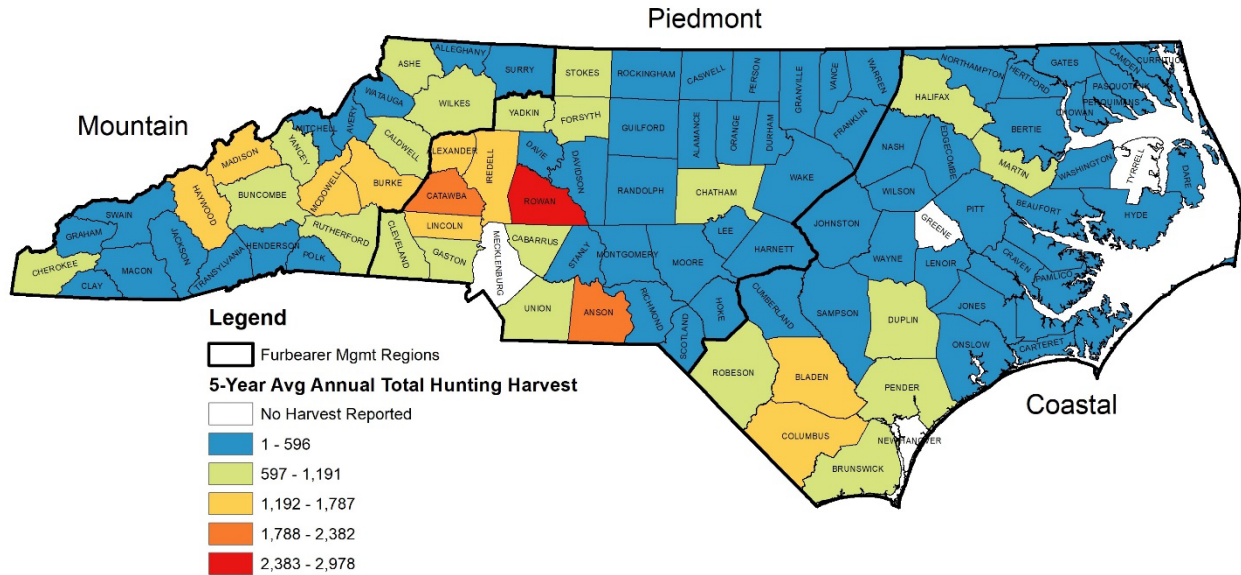 Piedmont
Mountain
Coastal
ALLEGHANY
ASHE
SURRY
STOKES
ROCKINGHAM
CASWELL
PERSON
GRANVILLE
VANCE
WARREN
NORTHAMPTON
HERTFORD
GATES
CAMDEN
CURRITUCK
PASQUOTANK
PERQUIMANS
CHOWAN
WATAUGA
WILKES
YADKIN
FORSYTH
GUILFORD
ALAMANCE
ORANGE
DURHAM
FRANKLIN
HALIFAX
BERTIE
MITCHELL
AVERY
CALDWELL
ALEXANDER
IREDELL
DAVIE
DAVIDSON
RANDOLPH
CHATHAM
WAKE
NASH
EDGECOMBE
MARTIN
WASHINGTON
TYRRELL
DARE
MADISON
YANCEY
BUNCOMBE
MCDOWELL
BURKE
CATAWBA
ROWAN
WILSON
PITT
BEAUFORT
HYDE
HAYWOOD
SWAIN
GRAHAM
JACKSON
RUTHERFORD
CLEVELAND
LINCOLN
GASTON
MECKLENBURG
CABARRUS
STANLY
MONTGOMERY
MOORE
LEE
HARNETT
JOHNSTON
GREENE
WAYNE
LENOIR
CRAVEN
PAMLICO
CHEROKEE
CLAY
MACON
TRANSYLVANIA
HENDERSON
POLK
UNION
ANSON
RICHMOND
SCOTLAND
HOKE
CUMBERLAND
SAMPSON
DUPLIN
JONES
ONSLOW
CARTERET
ROBESON
BLADEN
PENDER
COLUMBUS
NEW HANOVER
BRUNSWICK
Legend
Furbearer Mgmt Regions
5-Year Avg Annual Total Hunting Harvest
No Harvest Reported
1 - 596
597 - 1,191
1,192 - 1,787
1,788 - 2,382
2,383 - 2,978